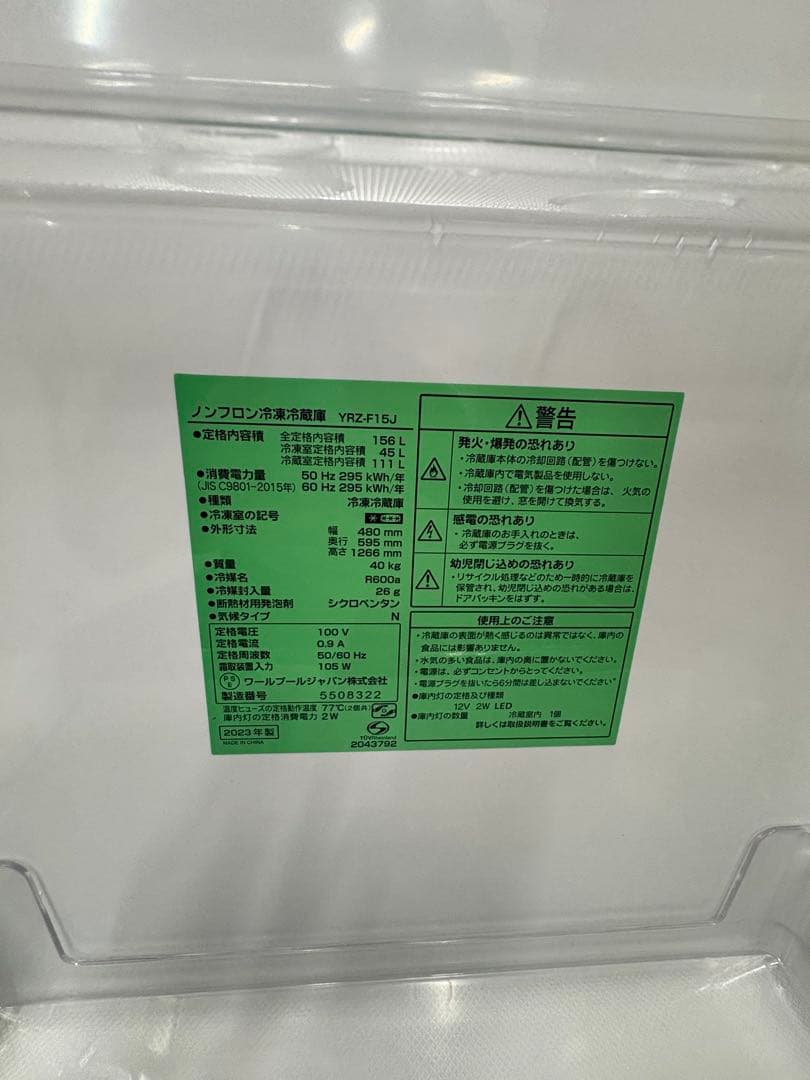 ノンフロン冷凍冷蔵庫 YRZ-F15J
●定格内容積 全定格内容積 156 L
冷凍室定格内容積 45 L
冷蔵室定格内容積 111 L
●消費電力量 50 Hz 295 kWh/年
(JIS C9801-2015年) 60 Hz 295 kWh/年
●種類 冷凍冷蔵庫
●冷凍室の記号
●外形寸法 幅 480 mm
奥行 595 mm
高さ 1266 mm
●質量 40 kg
●冷媒名 R600a
●冷媒封入量 26 g
●断熱材用発泡剤 シクロペンタン
●気候タイプ N
定格電圧 100 V
定格電流 0.9 A
定格周波数 50/60 Hz
霜取装置入力 105 W
PSE ワールプールジャパン株式会社
製造番号 5508322
温度ヒューズの定格動作温度 77℃(2個共)
庫内灯の定格消費電力 2W
2023年製
MADE IN CHINA
TÜVRheinland
2043792
警告
発火・爆発の恐れあり
・冷蔵庫本体の冷却回路(配管)を傷つけない。
・冷蔵庫内で電気製品を使用しない。
・冷却回路(配管)を傷つけた場合は、火気の
使用を避け、窓を開けて換気する。
感電の恐れあり
・冷蔵庫のお手入れのときは、
必ず電源プラグを抜く。
幼児閉じ込めの恐れあり
・リサイクル処理などのため一時的に冷蔵庫を
保管され、幼児閉じ込めの恐れがある場合は、
ドアパッキンをはずす。
使用上のご注意
・冷蔵庫の表面が熱く感じるのは異常ではなく、庫内の
食品には影響ありません。
・水気の多い食品は、庫内の奥に置かないでください。
・電源は、必ずコンセントからとってください。
・電源プラグを抜いたら6分間は差し込まないでください。
●庫内灯の定格及び種類
12V 2W LED
●庫内灯の数量 冷蔵室内 1個
詳しくは取扱説明書をご覧ください。